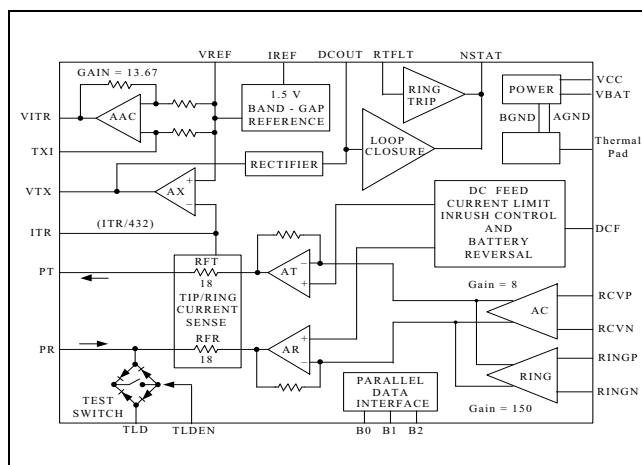 VREF IREF DCOUT RTFLT NSTAT
GAIN = 13.67
VITR
AAC
1.5 V
BAND - GAP
REFERENCE
RING
TRIP
POWER
VCC
VBAT
BGND AGND
Thermal
Pad
TXI
LOOP
CLOSURE
RECTIFIER
VTX
AX
+
−
ITR
(ITR/432)
DC FEED
CURRENT LIMIT
INRUSH CONTROL
AND
BATTERY
REVERSAL
DCF
PT
RFT
18
TIP/RING
CURRENT
SENSE
RFR
18
AT
−
+
Gain = 8
AC
RCVP
RCVN
PR
AR
+
−
RING
RINGP
RINGN
Gain = 150
TEST
SWITCH
TLD
TLDEN
PARALLEL
DATA
INTERFACE
B0 B1 B2